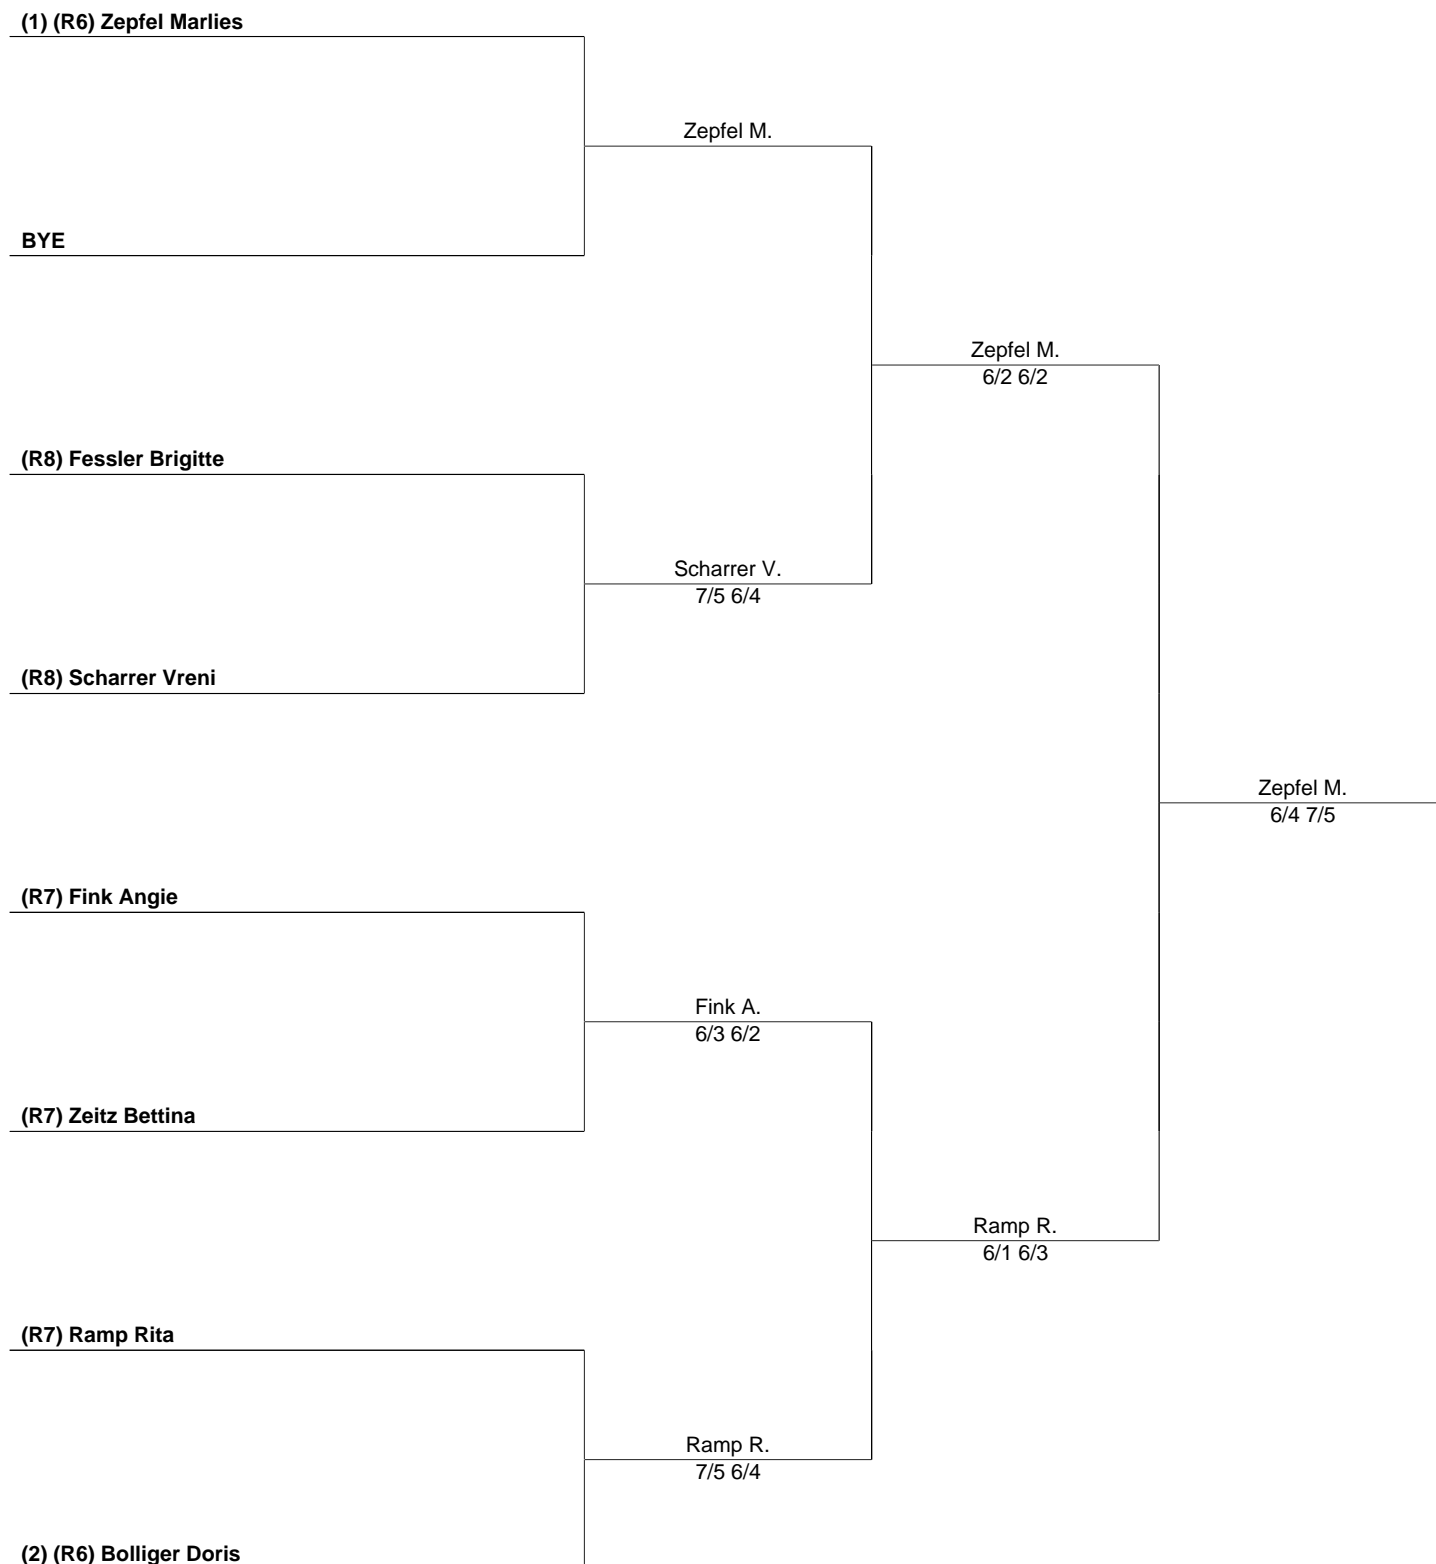 (1) (R6) Zepfel Marlies
Zepfel M.
BYE
Zepfel M.
6/2 6/2
(R8) Fessler Brigitte
Scharrer V.
7/5 6/4
(R8) Scharrer Vreni
Zepfel M.
6/4 7/5
(R7) Fink Angie
Fink A.
6/3 6/2
(R7) Zeitz Bettina
Ramp R.
6/1 6/3
(R7) Ramp Rita
Ramp R.
7/5 6/4
(2) (R6) Bolliger Doris